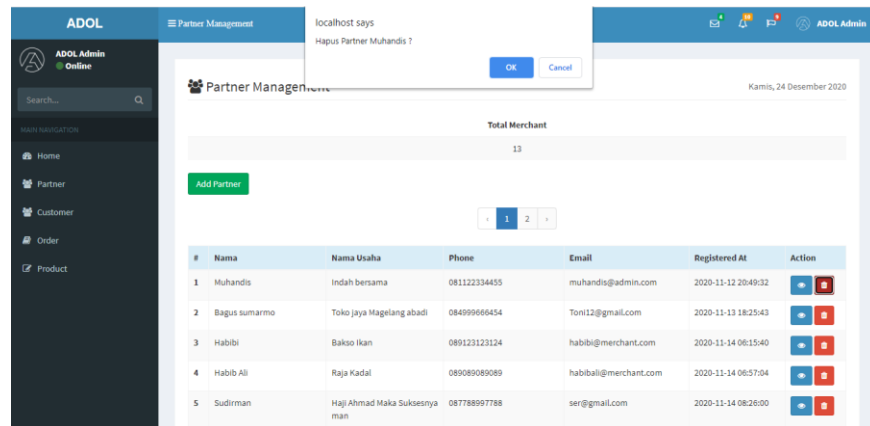 ADOL
Partner Management
localhost says
Hapus Partner Muhandis ?
OK
Cancel
ADOL Admin
ADOL Admin
Online
Search...
MAIN NAVIGATION
Home
Partner
Customer
Order
Product
Partner Management
Kamis, 24 Desember 2020
Total Merchant
13
Add Partner
‹ 1 2 ›
# Nama Nama Usaha Phone Email Registered At Action
1 Muhandis Indah bersama 081122334455 muhandis@admin.com 2020-11-12 20:49:32
2 Bagus sumarmo Toko jaya Magelang abadi 084999666454 Toni12@gmail.com 2020-11-13 18:25:43
3 Habibi Bakso Ikan 089123123124 habibi@merchant.com 2020-11-14 06:15:40
4 Habib Ali Raja Kadal 089089089089 habibali@merchant.com 2020-11-14 06:57:04
5 Sudirman Haji Ahmad Maka Suksesnya 087788997788 ser@gmail.com 2020-11-14 08:26:00
man